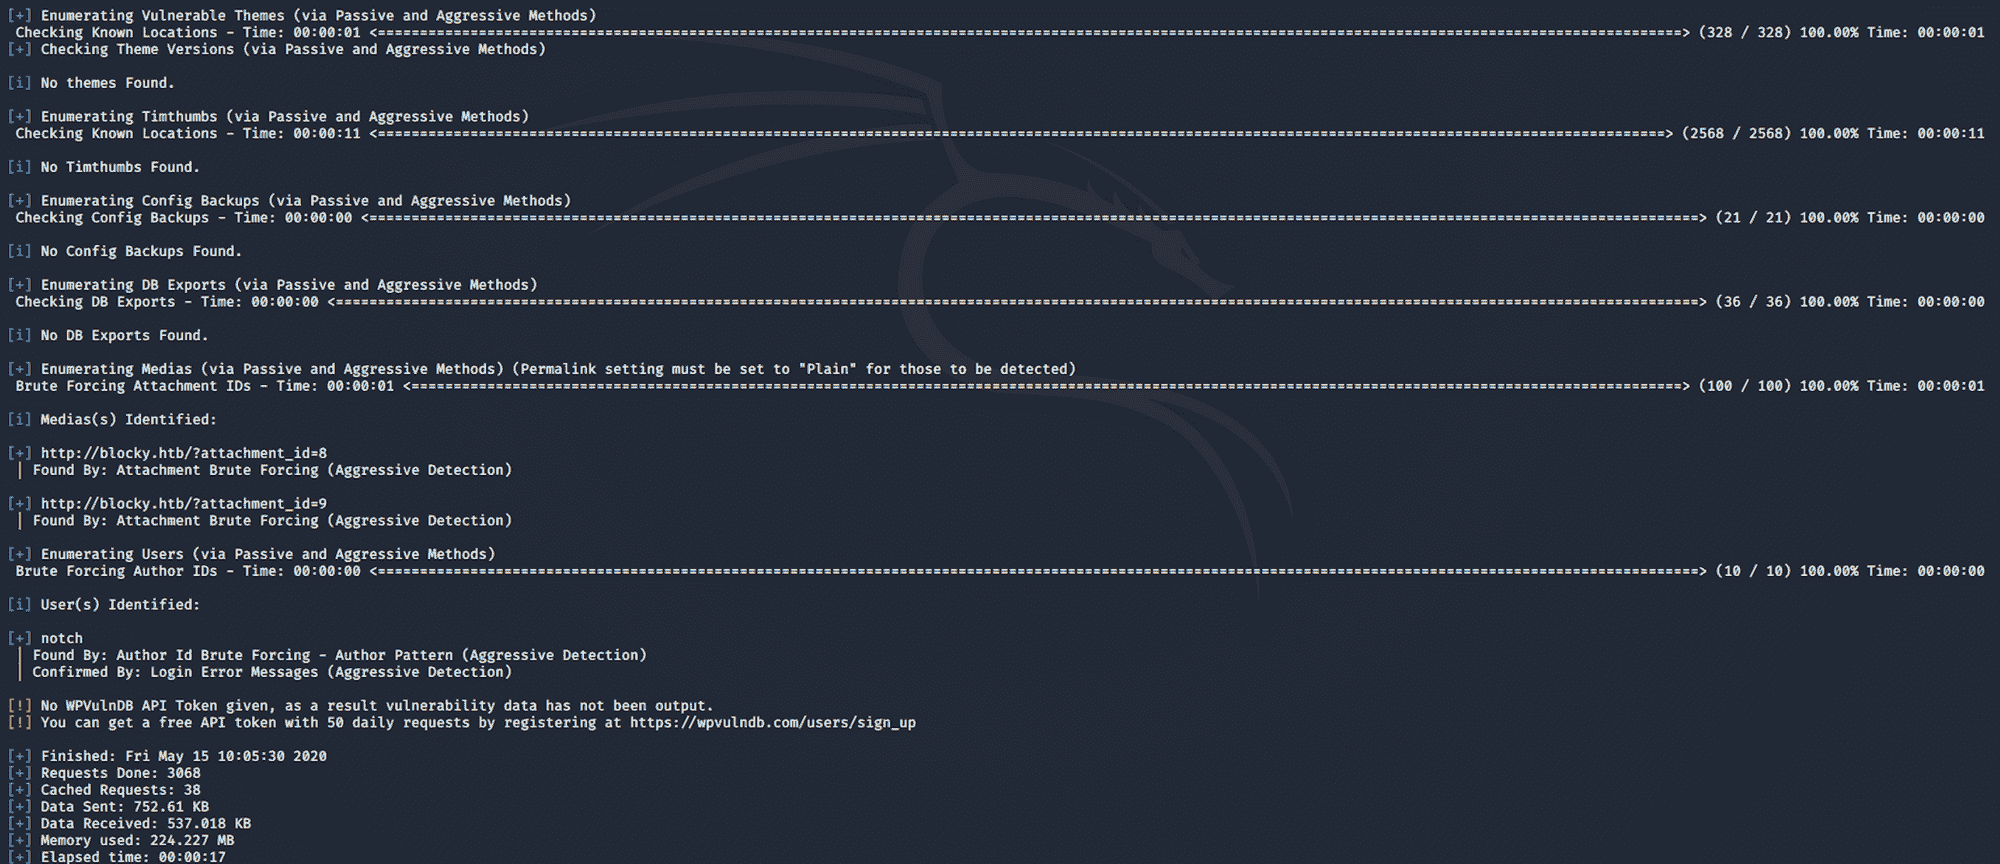 [+] Enumerating Vulnerable Themes (via Passive and Aggressive Methods)
Checking Known Locations - Time: 00:00:01 <============================================================> (328 / 328) 100.00% Time: 00:00:01
[+] Checking Theme Versions (via Passive and Aggressive Methods)
[i] No themes Found.
[+] Enumerating Timthumbs (via Passive and Aggressive Methods)
Checking Known Locations - Time: 00:00:11 <============================================================> (2568 / 2568) 100.00% Time: 00:00:11
[i] No Timthumbs Found.
[+] Enumerating Config Backups (via Passive and Aggressive Methods)
Checking Config Backups - Time: 00:00:00 <============================================================> (21 / 21) 100.00% Time: 00:00:00
[i] No Config Backups Found.
[+] Enumerating DB Exports (via Passive and Aggressive Methods)
Checking DB Exports - Time: 00:00:00 <============================================================> (36 / 36) 100.00% Time: 00:00:00
[i] No DB Exports Found.
[+] Enumerating Medias (via Passive and Aggressive Methods) (Permalink setting must be set to "Plain" for those to be detected)
Brute Forcing Attachment IDs - Time: 00:00:01 <============================================================> (100 / 100) 100.00% Time: 00:00:01
[i] Medias(s) Identified:
[+] http://blocky.htb/?attachment_id=8
| Found By: Attachment Brute Forcing (Aggressive Detection)
[+] http://blocky.htb/?attachment_id=9
| Found By: Attachment Brute Forcing (Aggressive Detection)
[+] Enumerating Users (via Passive and Aggressive Methods)
Brute Forcing Author IDs - Time: 00:00:00 <============================================================> (10 / 10) 100.00% Time: 00:00:00
[i] User(s) Identified:
[+] notch
| Found By: Author Id Brute Forcing - Author Pattern (Aggressive Detection)
| Confirmed By: Login Error Messages (Aggressive Detection)
[!] No WPVulnDB API Token given, as a result vulnerability data has not been output.
[!] You can get a free API token with 50 daily requests by registering at https://wpvulndb.com/users/sign_up
[+] Finished: Fri May 15 10:05:30 2020
[+] Requests Done: 3068
[+] Cached Requests: 38
[+] Data Sent: 752.61 KB
[+] Data Received: 537.018 KB
[+] Memory used: 224.227 MB
[+] Elapsed time: 00:00:17